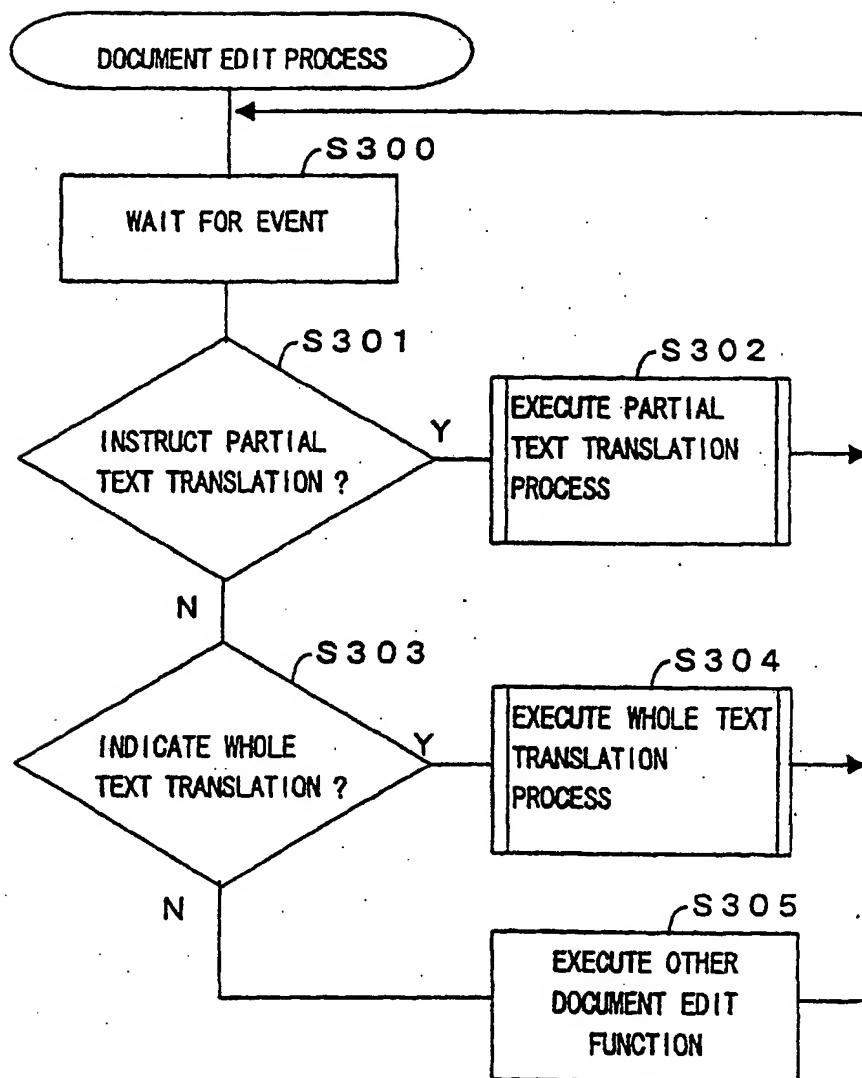 DOCUMENT EDIT PROCESS
S300
WAIT FOR EVENT
S301
INSTRUCT PARTIAL
TEXT TRANSLATION ?
Y
N
S302
EXECUTE PARTIAL
TEXT TRANSLATION
PROCESS
S303
INDICATE WHOLE
TEXT TRANSLATION ?
Y
N
S304
EXECUTE WHOLE TEXT
TRANSLATION
PROCESS
S305
EXECUTE OTHER
DOCUMENT EDIT
FUNCTION